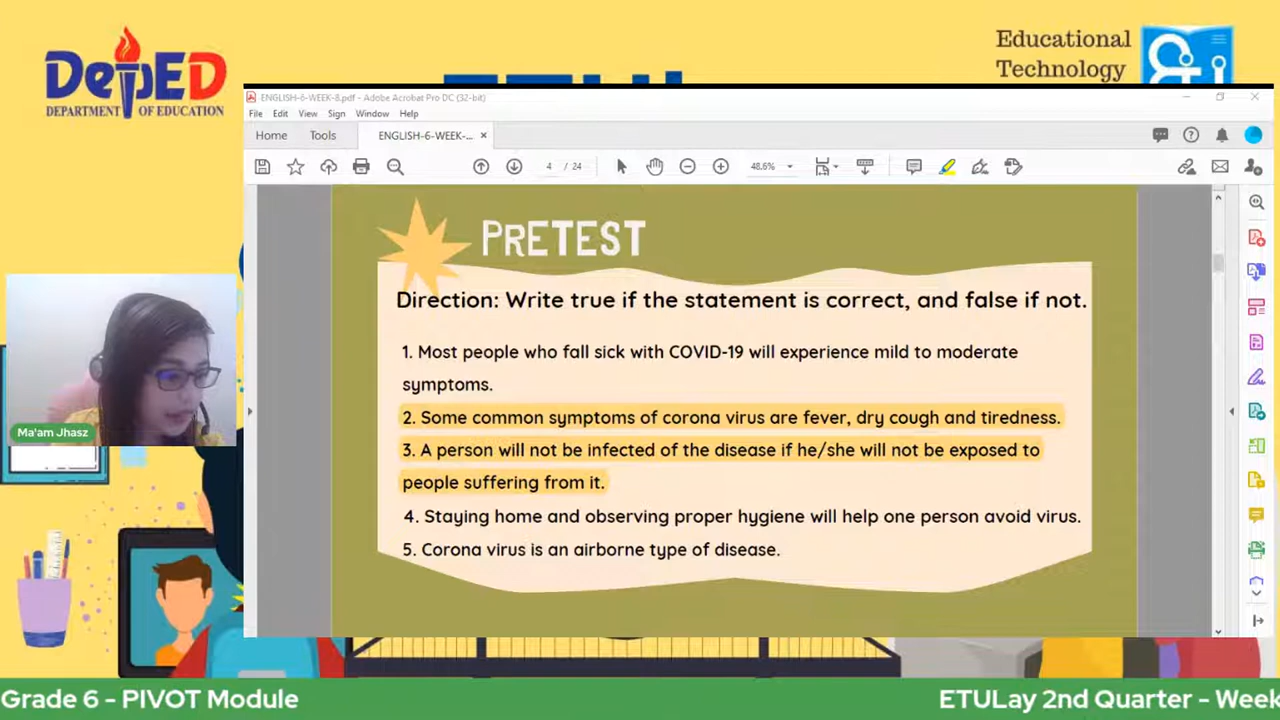 DepED
DEPARTMENT OF EDUCATION
Educational
Technology
ENGLISH-6-WEEK-8.pdf - Adobe Acrobat Pro DC (32-bit)
File Edit View Sign Window Help
Home Tools ENGLISH-6-WEEK-... ×
4 / 24 48.6%
PRETEST
Direction: Write true if the statement is correct, and false if not.
1. Most people who fall sick with COVID-19 will experience mild to moderate
symptoms.
2. Some common symptoms of corona virus are fever, dry cough and tiredness.
3. A person will not be infected of the disease if he/she will not be exposed to
people suffering from it.
4. Staying home and observing proper hygiene will help one person avoid virus.
5. Corona virus is an airborne type of disease.
Ma'am Jhasz
Grade 6 - PIVOT Module
ETULay 2nd Quarter - Week